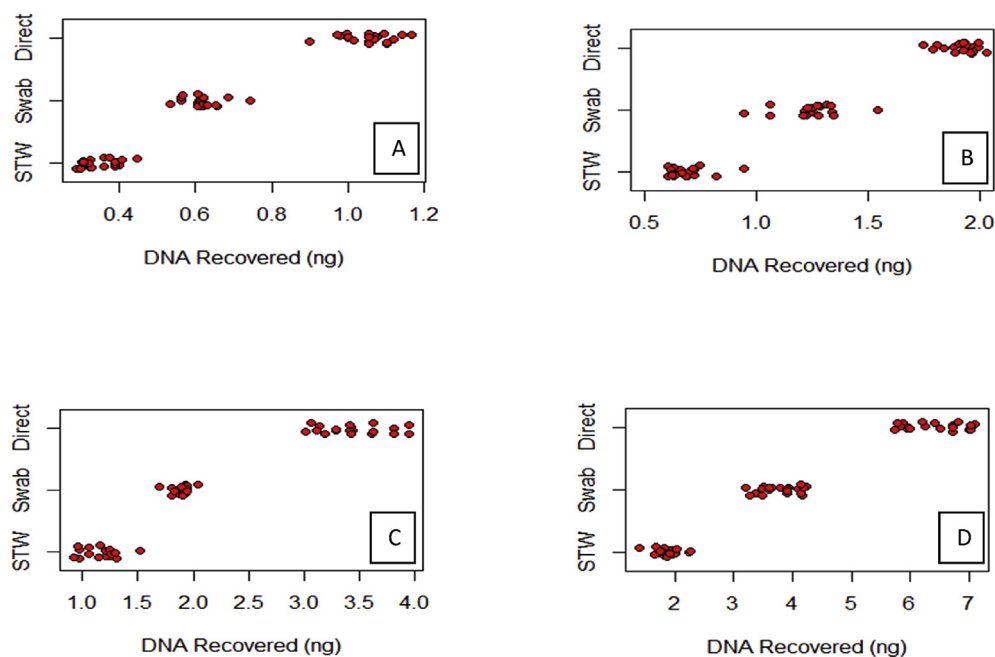 Direct
Swab
STW
A
0.4 0.6 0.8 1.0 1.2
DNA Recovered (ng)
Direct
Swab
STW
B
0.5 1.0 1.5 2.0
DNA Recovered (ng)
Direct
Swab
STW
C
1.0 1.5 2.0 2.5 3.0 3.5 4.0
DNA Recovered (ng)
Direct
Swab
STW
D
2 3 4 5 6 7
DNA Recovered (ng)